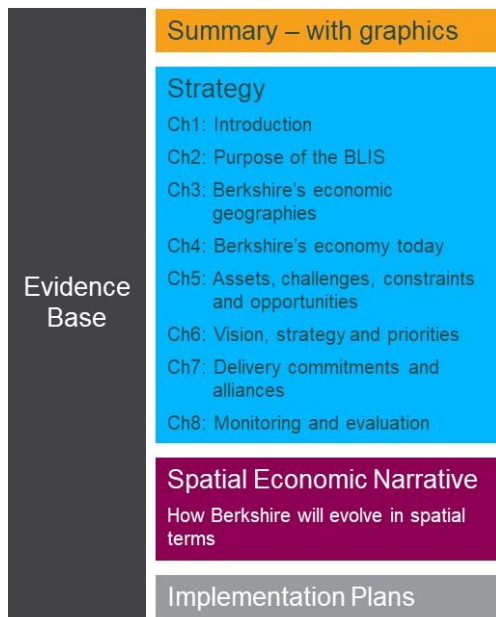 Evidence
Base
Summary – with graphics
Strategy
Ch1: Introduction
Ch2: Purpose of the BLIS
Ch3: Berkshire's economic
geographies
Ch4: Berkshire's economy today
Ch5: Assets, challenges, constraints
and opportunities
Ch6: Vision, strategy and priorities
Ch7: Delivery commitments and
alliances
Ch8: Monitoring and evaluation
Spatial Economic Narrative
How Berkshire will evolve in spatial
terms
Implementation Plans